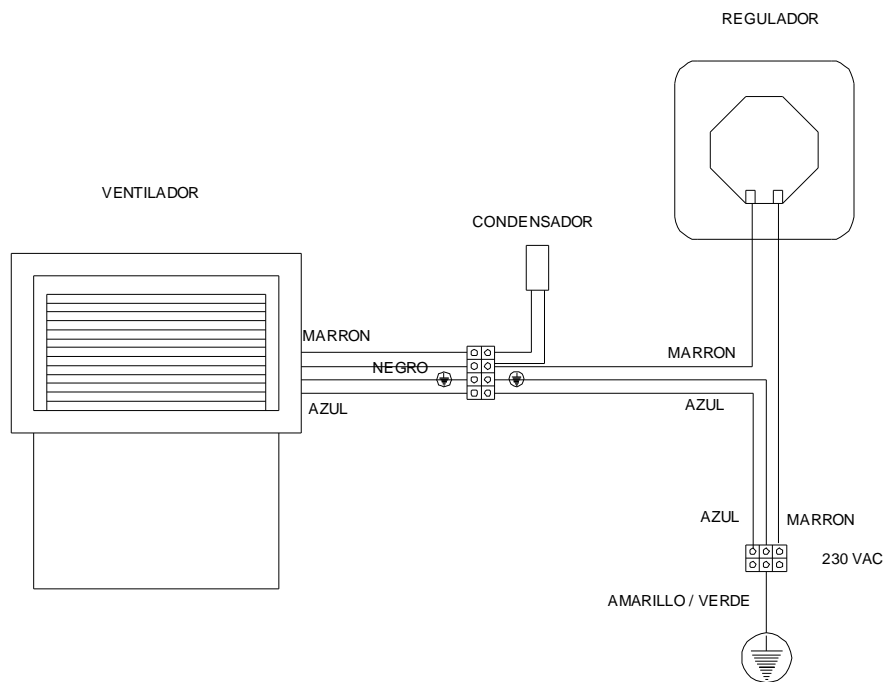 REGULADOR
VENTILADOR
CONDENSADOR
MARRON
MARRON
NEGRO
AZUL
AZUL
AZUL
MARRON
230 VAC
AMARILLO / VERDE